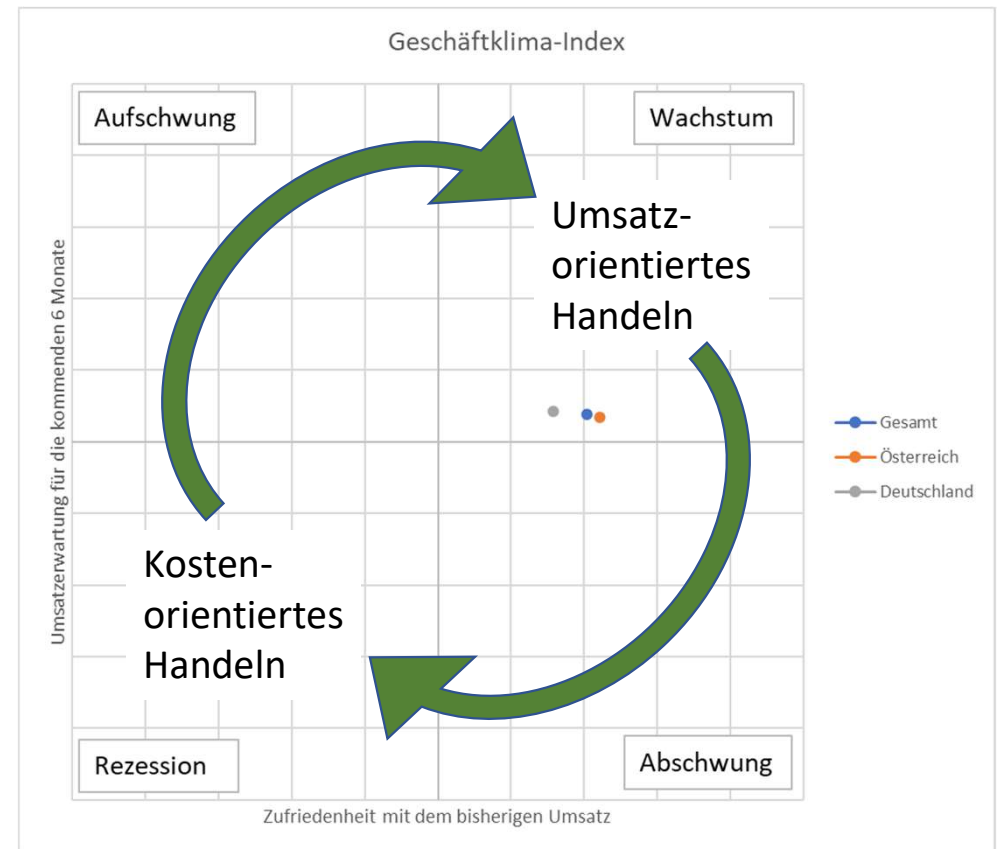 Geschäftklima-Index
Aufschwung
Wachstum
Umsatz-
orientiertes
Handeln
Umsatzerwartung für die kommenden 6 Monate
Gesamt
Österreich
Deutschland
Kosten-
orientiertes
Handeln
Rezession
Abschwung
Zufriedenheit mit dem bisherigen Umsatz